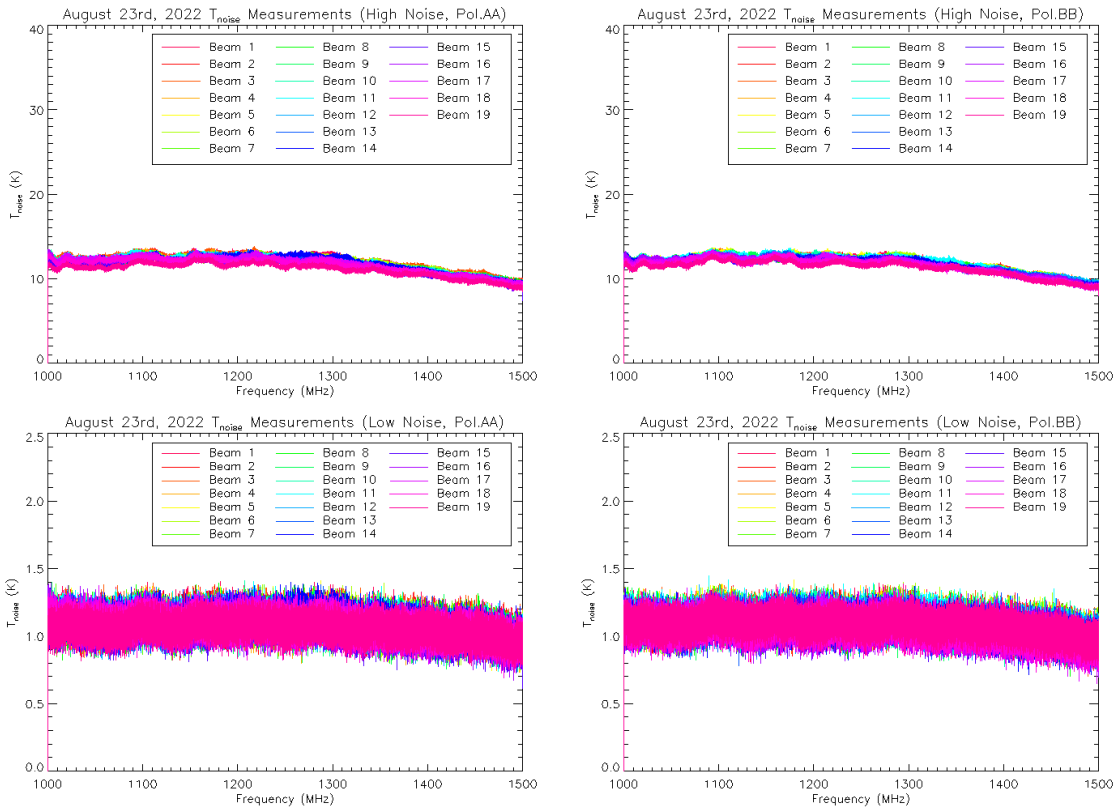 August 23rd, 2022 Tnoise Measurements (High Noise, Pol.AA)
40
30
20
10
0
Tnoise (K)
Beam 1 Beam 8 Beam 15
Beam 2 Beam 9 Beam 16
Beam 3 Beam 10 Beam 17
Beam 4 Beam 11 Beam 18
Beam 5 Beam 12 Beam 19
Beam 6 Beam 13
Beam 7 Beam 14
1000 1100 1200 1300 1400 1500
Frequency (MHz)
August 23rd, 2022 Tnoise Measurements (High Noise, Pol.BB)
40
30
20
10
0
Tnoise (K)
Beam 1 Beam 8 Beam 15
Beam 2 Beam 9 Beam 16
Beam 3 Beam 10 Beam 17
Beam 4 Beam 11 Beam 18
Beam 5 Beam 12 Beam 19
Beam 6 Beam 13
Beam 7 Beam 14
1000 1100 1200 1300 1400 1500
Frequency (MHz)
August 23rd, 2022 Tnoise Measurements (Low Noise, Pol.AA)
2.5
2.0
1.5
1.0
0.5
0.0
Tnoise (K)
Beam 1 Beam 8 Beam 15
Beam 2 Beam 9 Beam 16
Beam 3 Beam 10 Beam 17
Beam 4 Beam 11 Beam 18
Beam 5 Beam 12 Beam 19
Beam 6 Beam 13
Beam 7 Beam 14
1000 1100 1200 1300 1400 1500
Frequency (MHz)
August 23rd, 2022 Tnoise Measurements (Low Noise, Pol.BB)
2.5
2.0
1.5
1.0
0.5
0.0
Tnoise (K)
Beam 1 Beam 8 Beam 15
Beam 2 Beam 9 Beam 16
Beam 3 Beam 10 Beam 17
Beam 4 Beam 11 Beam 18
Beam 5 Beam 12 Beam 19
Beam 6 Beam 13
Beam 7 Beam 14
1000 1100 1200 1300 1400 1500
Frequency (MHz)